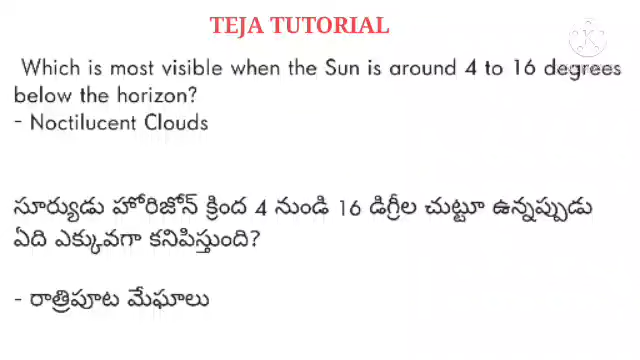 TEJA TUTORIAL
Which is most visible when the Sun is around 4 to 16 degrees
below the horizon?
- Noctilucent Clouds
సూర్యుడు హోరిజోన్ క్రింద 4 నుండి 16 డిగ్రీల చుట్టూ ఉన్నప్పుడు
ఏది ఎక్కువగా కనిపిస్తుంది?
- రాత్రిపూట మేఘాలు